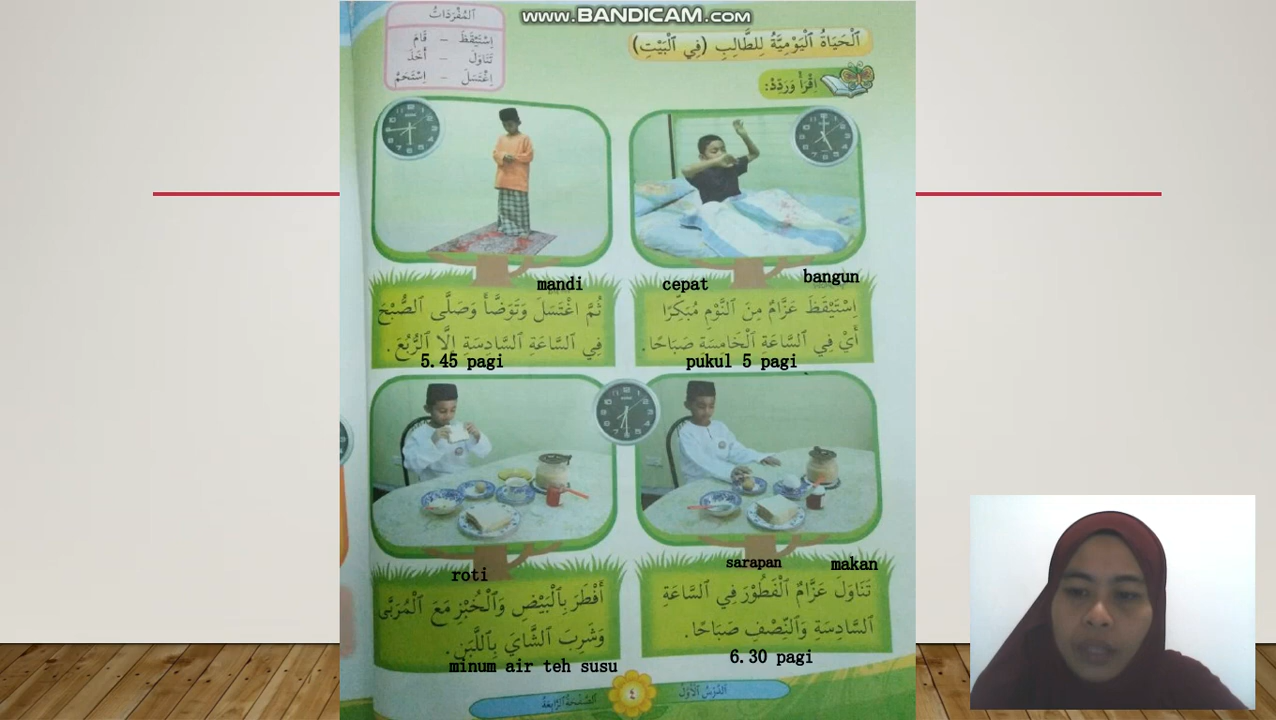 www.BANDICAM.com
اَلْمُفْرَدَاتُ
اِسْتَيْقَظَ – قَامَ
تَنَاوَلَ – أَخَذَ
اِغْتَسَلَ – اِسْتَحَمَّ
اَلْحَيَاةُ الْيَوْمِيَّةُ لِلطَّالِبِ (فِي الْبَيْتِ)
اِقْرَأْ وَرَدِّدْ:
bangun
cepat
اِسْتَيْقَظَ عَزَّامٌ مِنَ النَّوْمِ مُبَكِّرًا
أَيْ فِي السَّاعَةِ الْخَامِسَةِ صَبَاحًا.
pukul 5 pagi
mandi
ثُمَّ اغْتَسَلَ وَتَوَضَّأَ وَصَلَّى الصُّبْحَ
فِي السَّاعَةِ السَّادِسَةِ إِلَّا الرُّبُعَ.
5.45 pagi
makan
sarapan
تَنَاوَلَ عَزَّامٌ الْفَطُوْرَ فِي السَّاعَةِ
السَّادِسَةِ وَالنِّصْفِ صَبَاحًا.
6.30 pagi
roti
أَفْطَرَ بِالْبَيْضِ وَالْخُبْزِ مَعَ الْمُرَبَّى
وَشَرِبَ الشَّايَ بِاللَّبَنِ.
minum air teh susu
اَلدَّرْسُ الْأَوَّلُ
٤
اَلصَّفْحَةُ الرَّابِعَةُ